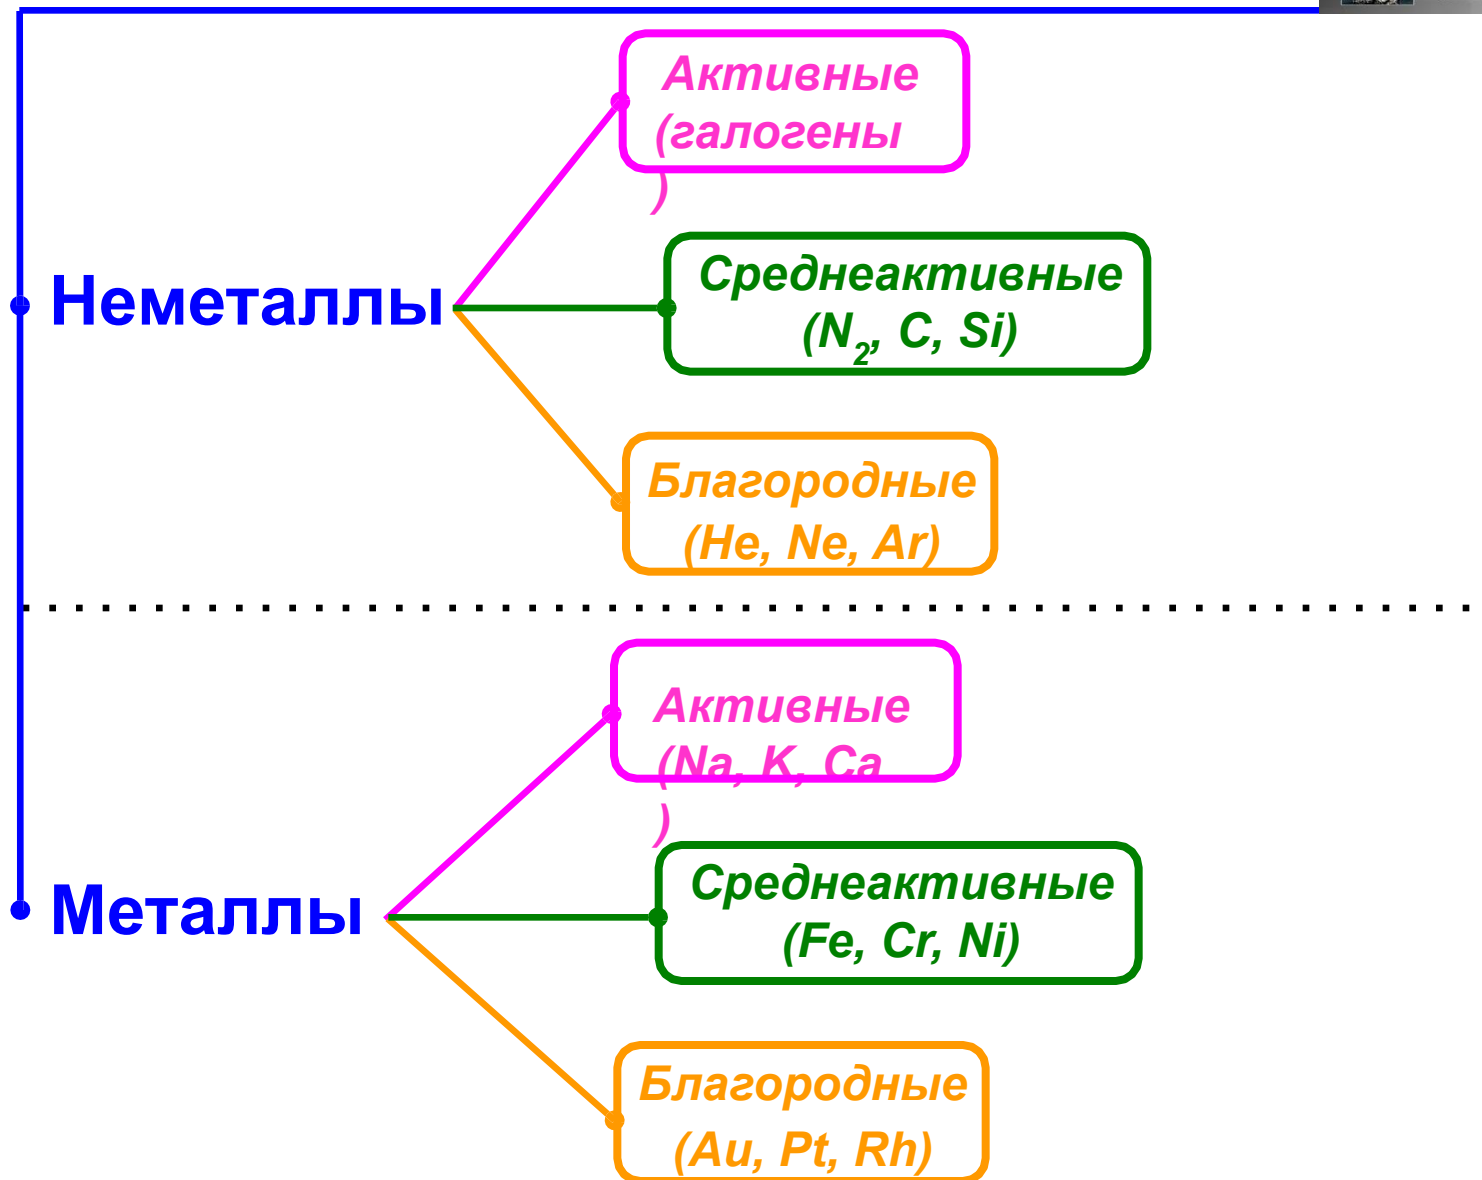 Активные
(галогены
)
Неметаллы
Среднеактивные
(N₂, C, Si)
Благородные
(He, Ne, Ar)
Активные
(Na, K, Ca
)
Металлы
Среднеактивные
(Fe, Cr, Ni)
Благородные
(Au, Pt, Rh)